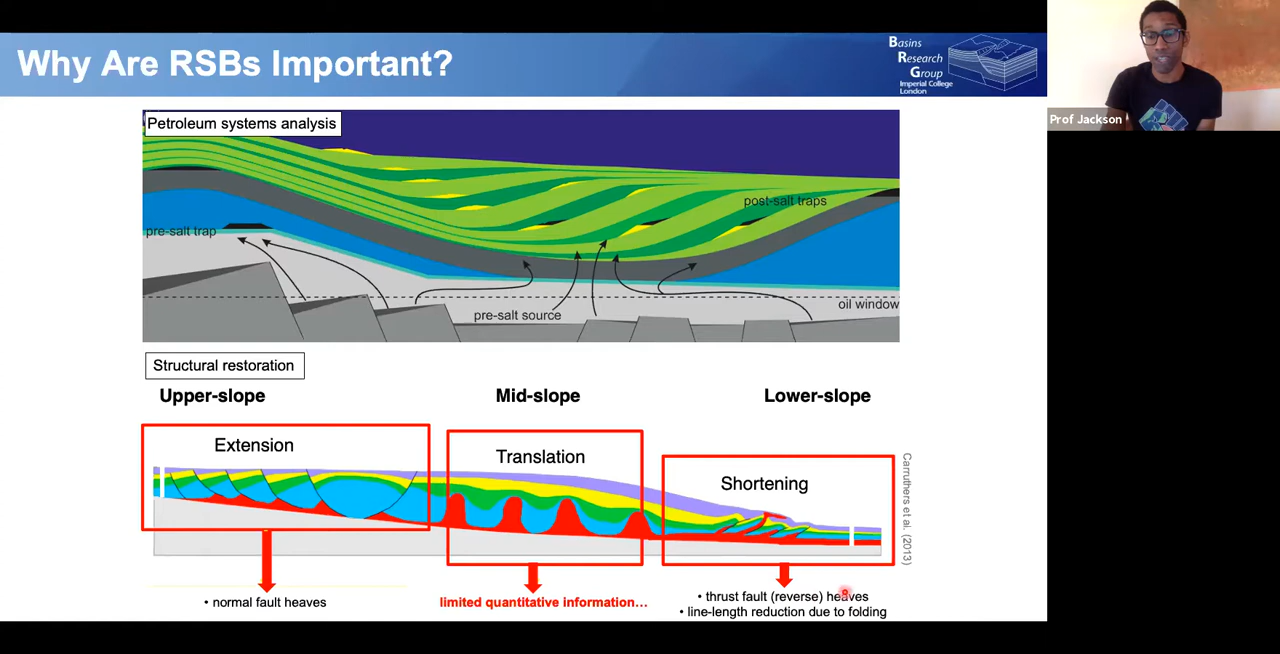 Why Are RSBs Important?
Basins
Research
Group
Imperial College
London
Prof Jackson
Petroleum systems analysis
post-salt traps
pre-salt trap
oil window
pre-salt source
Structural restoration
Upper-slope
Mid-slope
Lower-slope
Extension
Translation
Shortening
Carruthers et al. (2013)
• normal fault heaves
limited quantitative information...
• thrust fault (reverse) heaves
• line-length reduction due to folding